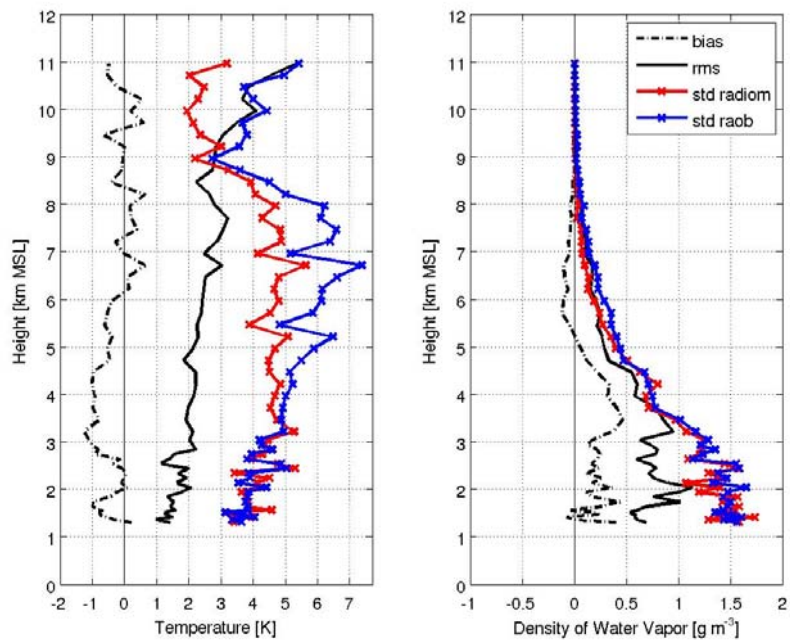 12
11
10
9
8
7
6
5
4
3
2
1
0
Height [km MSL]
-2 -1 0 1 2 3 4 5 6 7
Temperature [K]
12
11
10
9
8
7
6
5
4
3
2
1
0
Height [km MSL]
bias
rms
std radiom
std raob
-1 -0.5 0 0.5 1 1.5 2
Density of Water Vapor [g m⁻³]